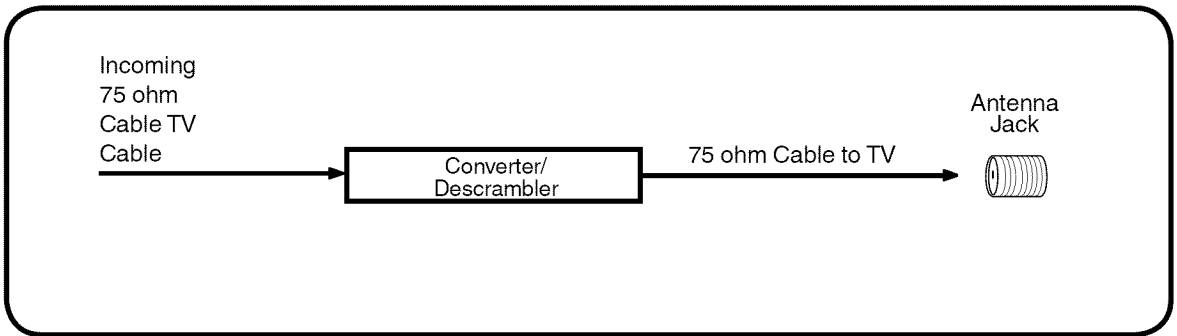 Incoming
75 ohm
Cable TV
Cable
Converter/
Descrambler
75 ohm Cable to TV
Antenna
Jack